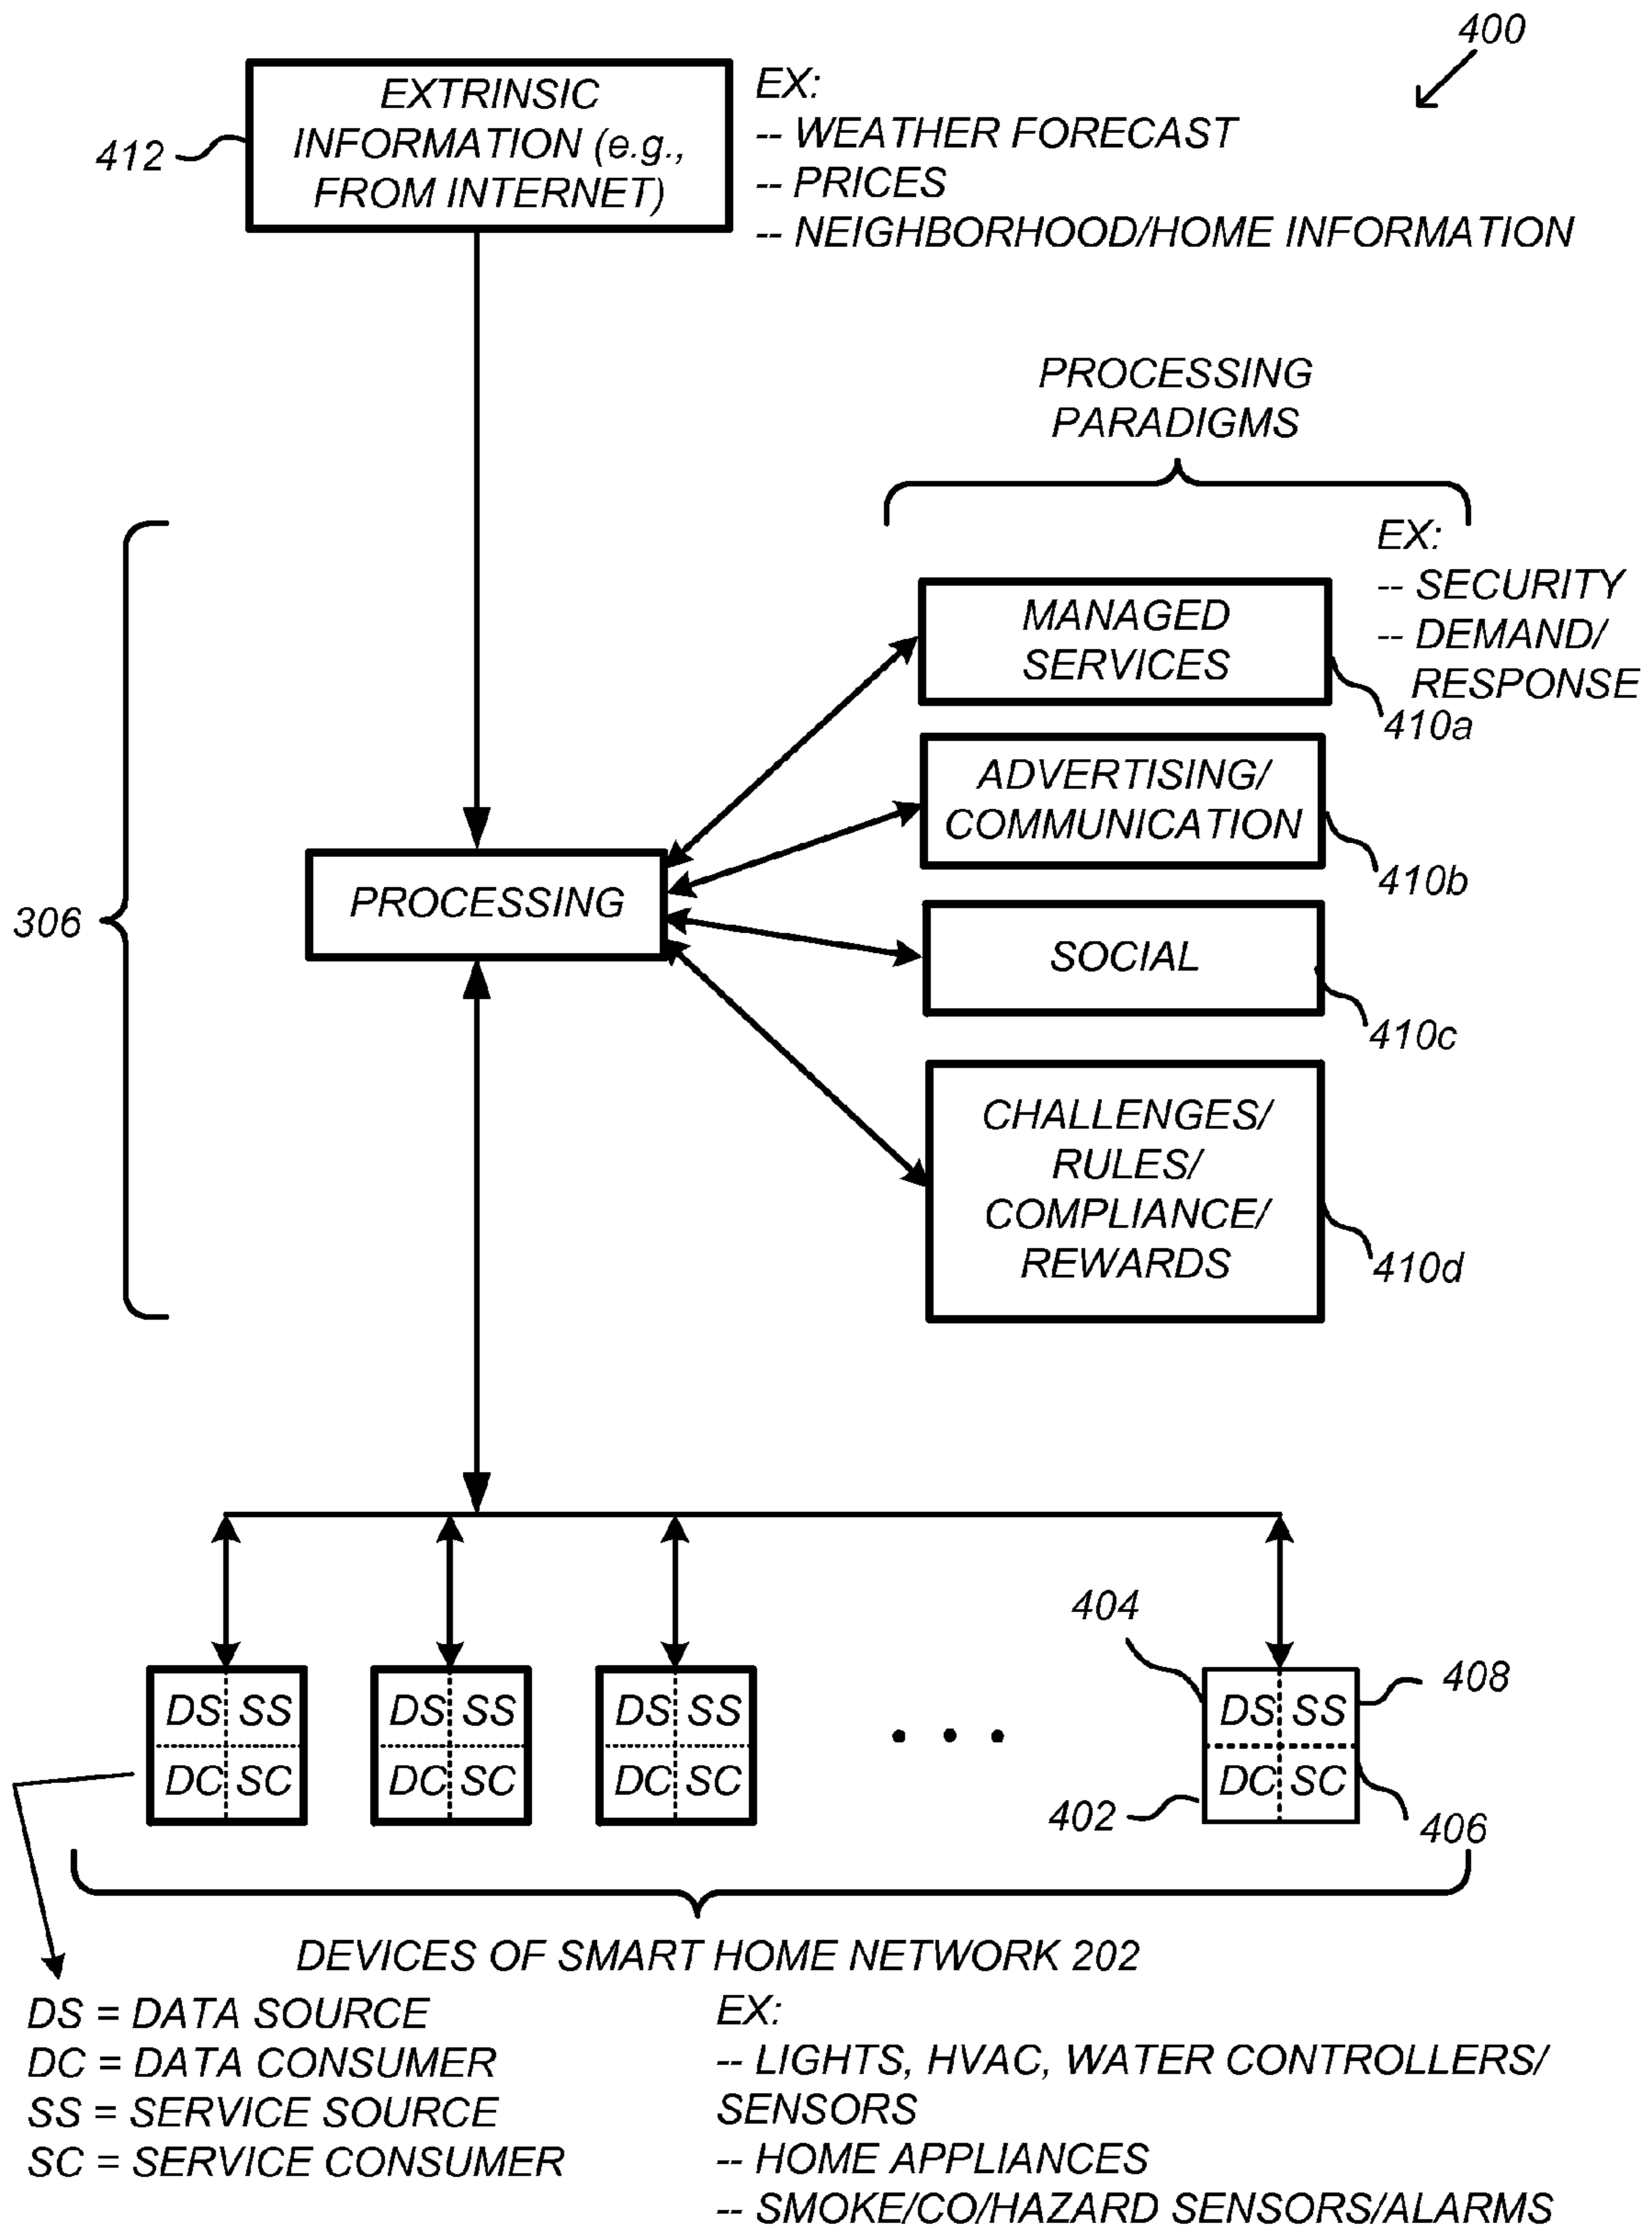 400
EXTRINSIC
INFORMATION (e.g.,
FROM INTERNET)
412
EX:
-- WEATHER FORECAST
-- PRICES
-- NEIGHBORHOOD/HOME INFORMATION
PROCESSING
PARADIGMS
EX:
-- SECURITY
-- DEMAND/
RESPONSE
MANAGED
SERVICES
410a
ADVERTISING/
COMMUNICATION
410b
PROCESSING
306
SOCIAL
410c
CHALLENGES/
RULES/
COMPLIANCE/
REWARDS
410d
404
408
DS SS
DC SC
DS SS
DC SC
DS SS
DC SC
. . .
DS SS
DC SC
402
406
DEVICES OF SMART HOME NETWORK 202
DS = DATA SOURCE
DC = DATA CONSUMER
SS = SERVICE SOURCE
SC = SERVICE CONSUMER
EX:
-- LIGHTS, HVAC, WATER CONTROLLERS/
SENSORS
-- HOME APPLIANCES
-- SMOKE/CO/HAZARD SENSORS/ALARMS